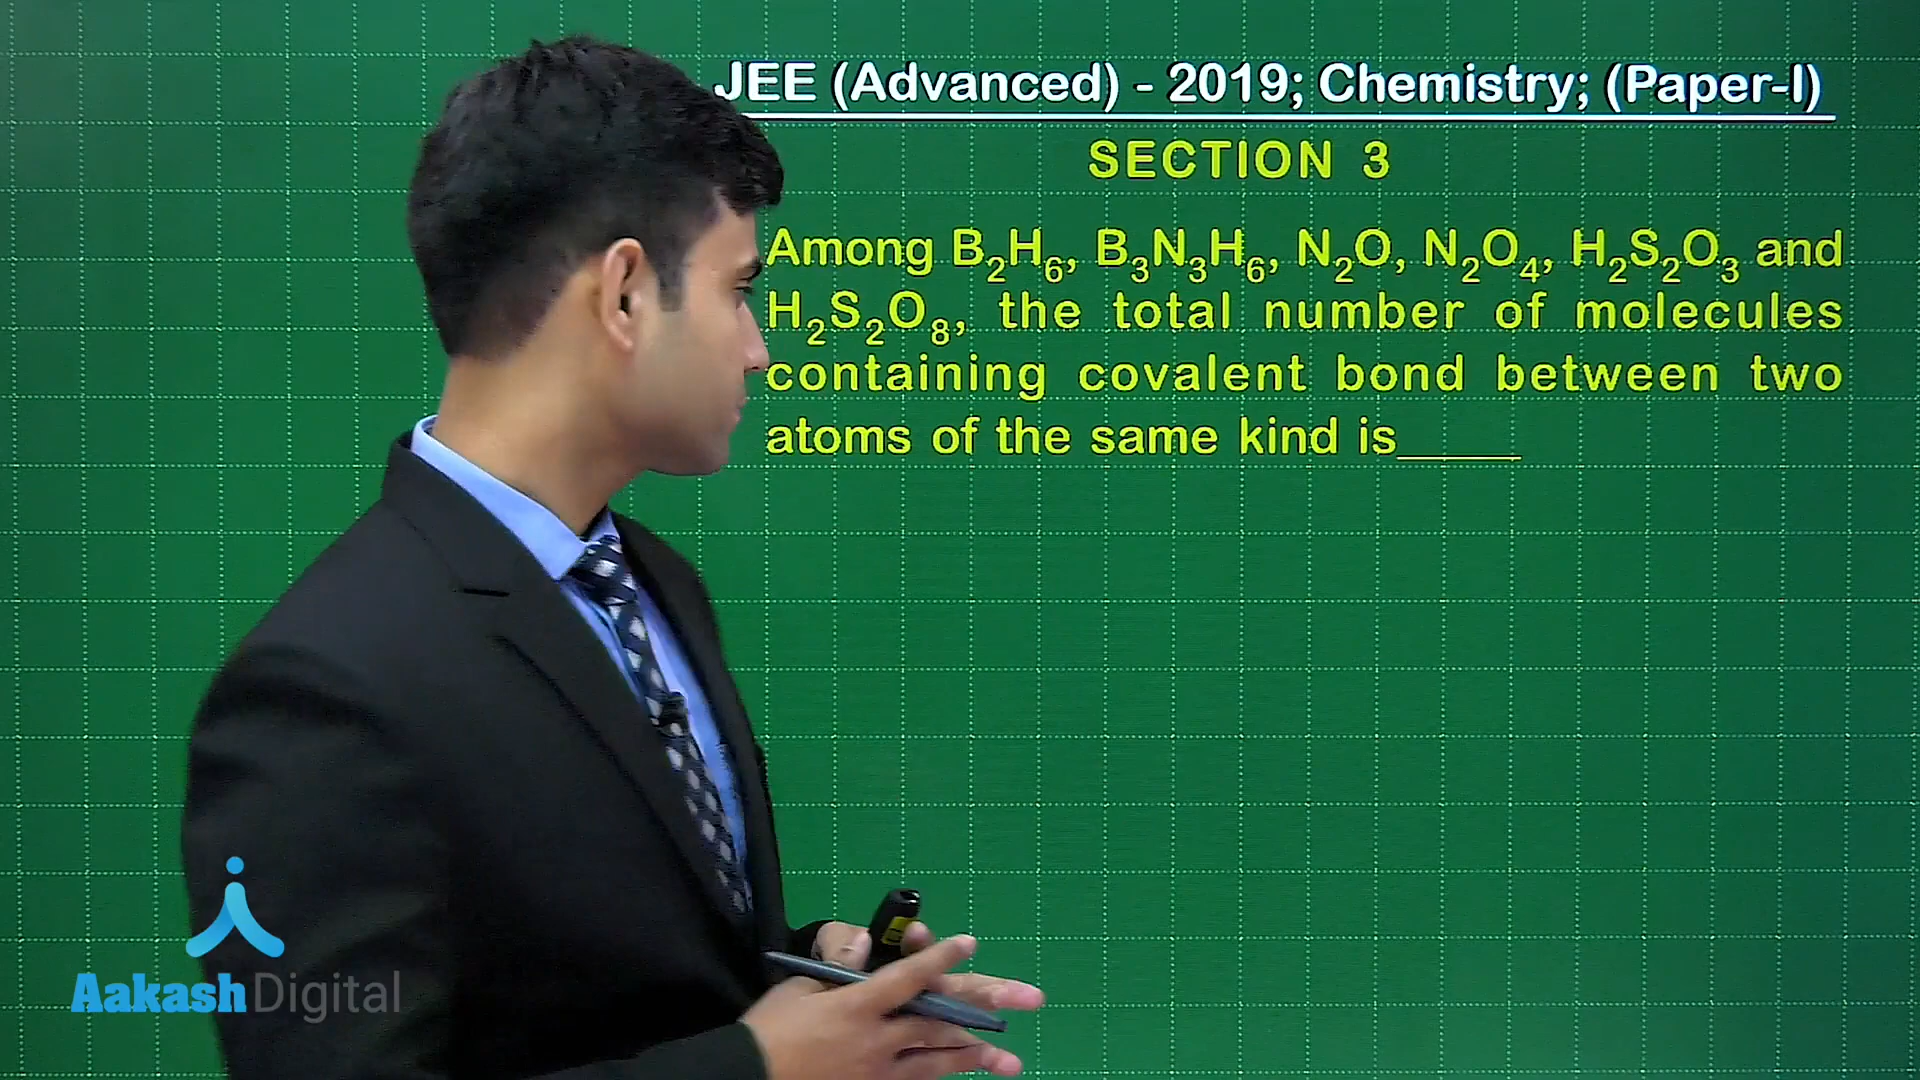 JEE (Advanced) - 2019; Chemistry; (Paper-I)
SECTION 3
Among B₂H₆, B₃N₃H₆, N₂O, N₂O₄, H₂S₂O₃ and
H₂S₂O₈, the total number of molecules
containing covalent bond between two
atoms of the same kind is_____
Aakash Digital